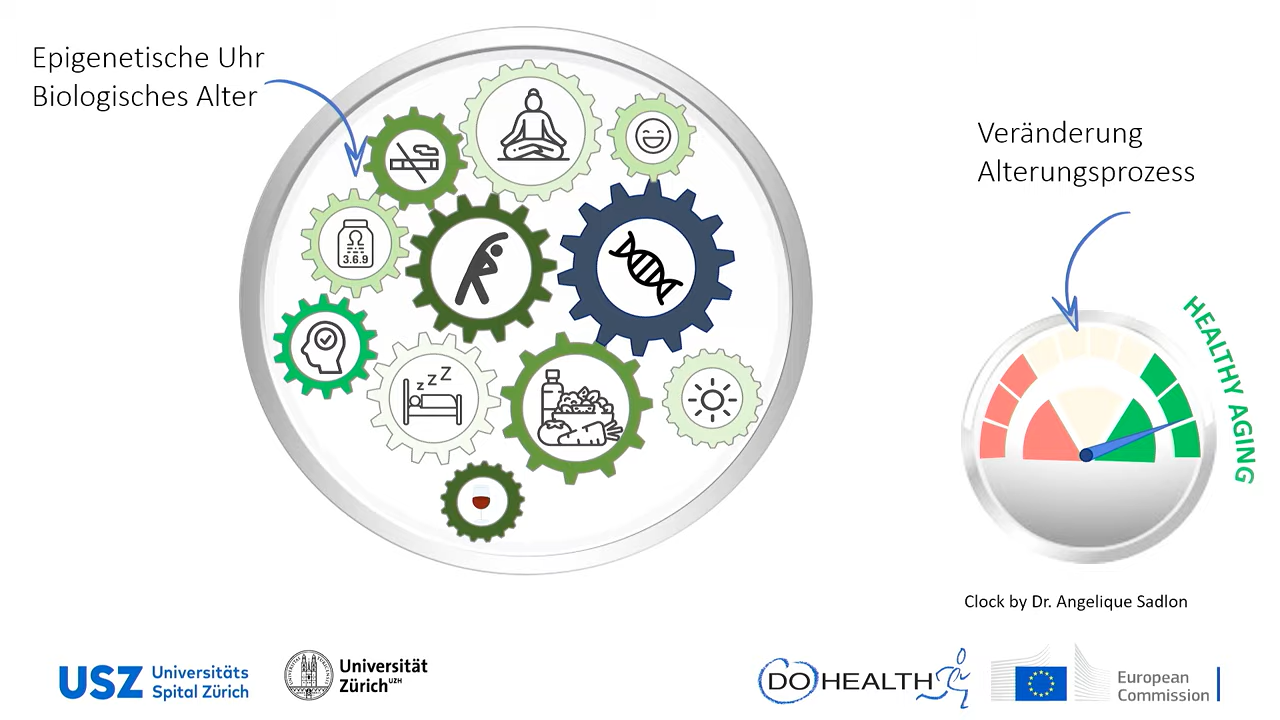 Epigenetische Uhr
Biologisches Alter
Veränderung
Alterungsprozess
Ω
3.6.9
z z Z
HEALTHY AGING
Clock by Dr. Angelique Sadlon
USZ Universitäts
Spital Zürich
Universität
Zürich UZH
DO HEALTH
European
Commission